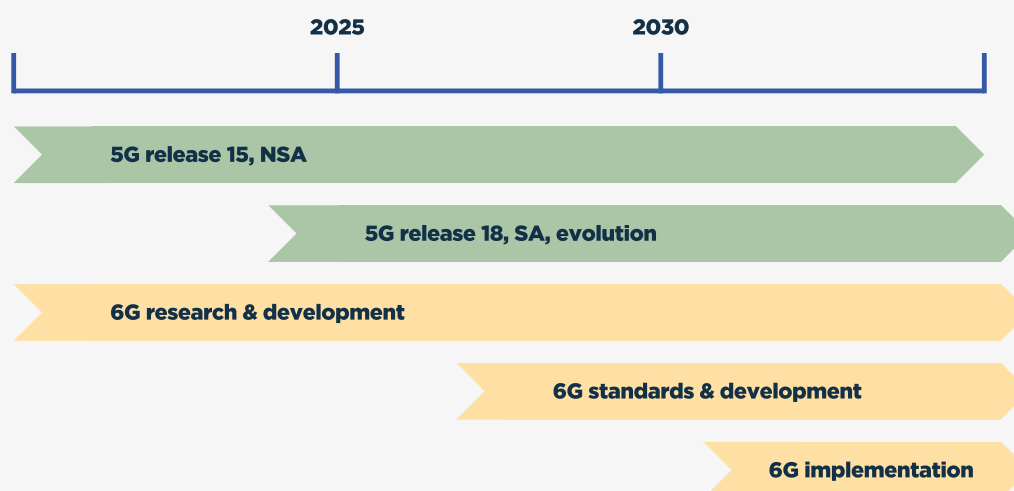 2025 2030
5G release 15, NSA
5G release 18, SA, evolution
6G research & development
6G standards & development
6G implementation